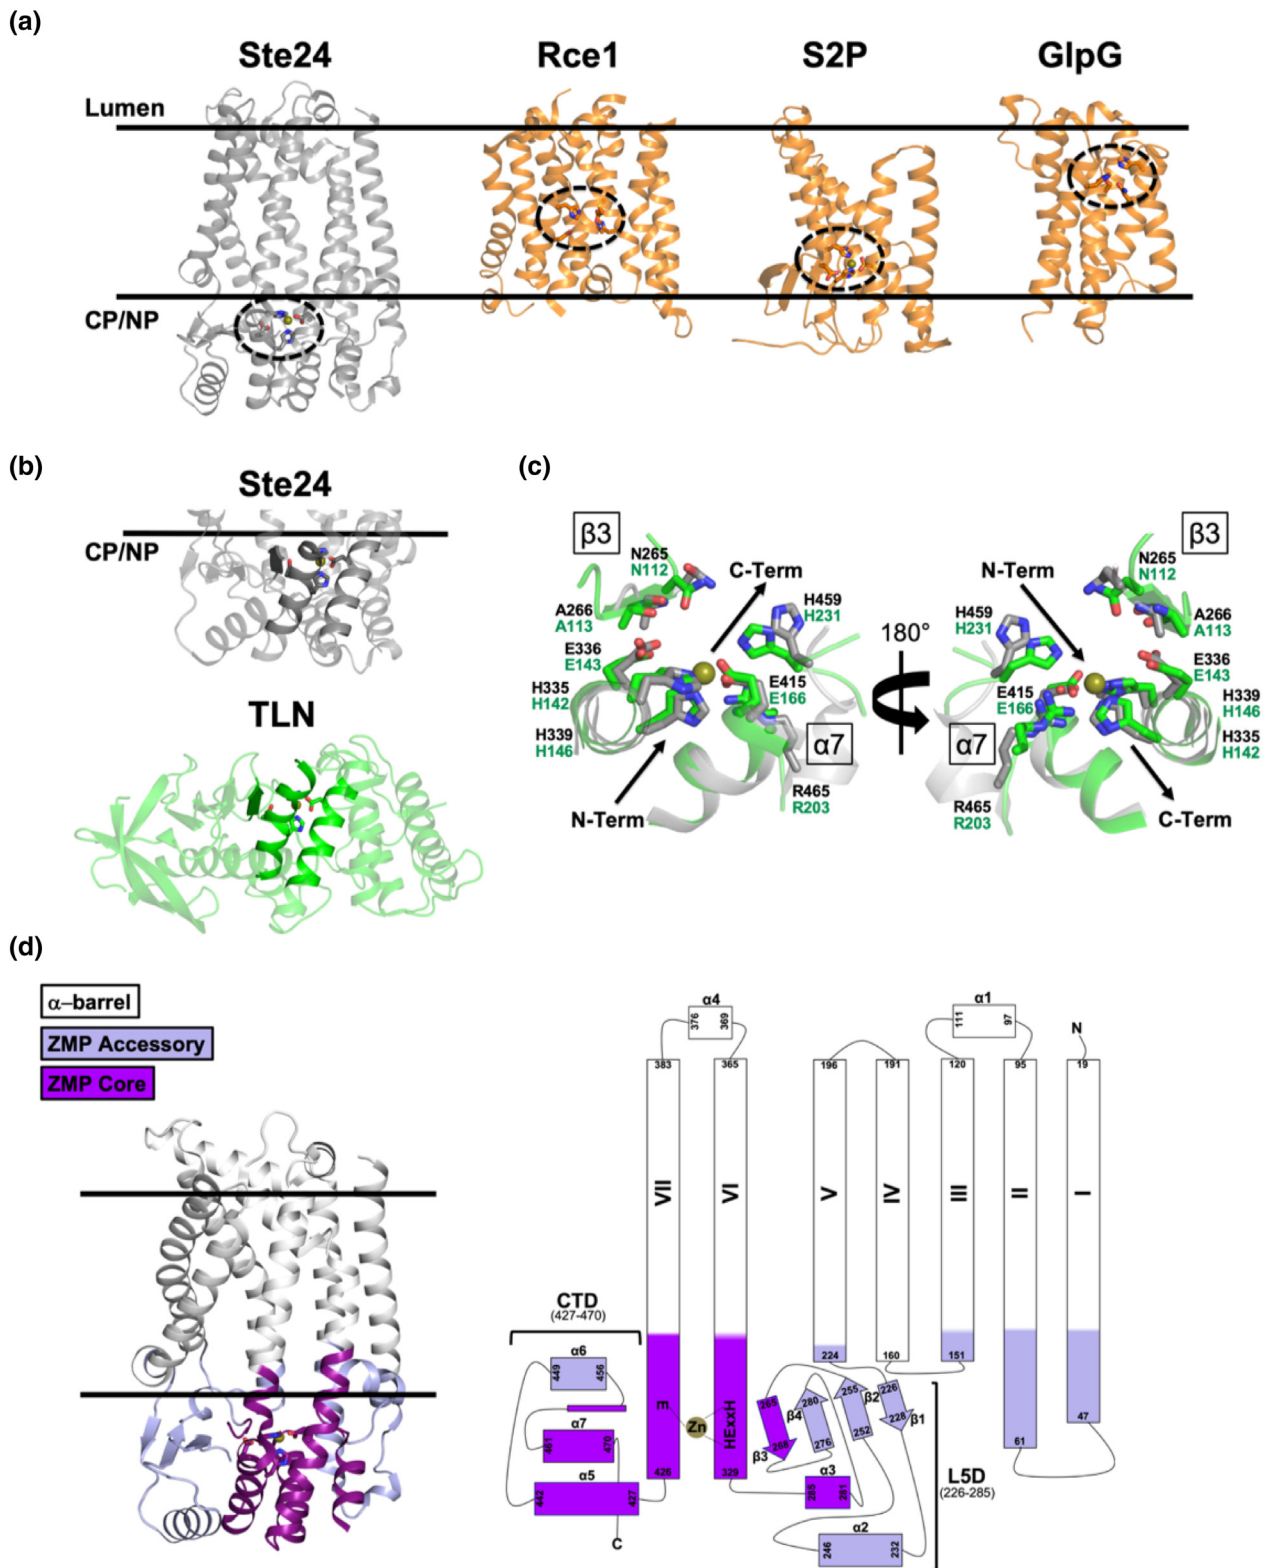 (a)
Ste24 Rce1 S2P GlpG
Lumen
CP/NP
(b)
Ste24
CP/NP
TLN
(c)
β3
N265
N112
A266
A113
E336
E143
H335
H142
H339
H146
C-Term
H459
H231
E415
E166
α7
R465
R203
N-Term
180°
N-Term
β3
N265
N112
H459
H231
A266
A113
E415
E166
E336
E143
H339
H146
H335
H142
α7
R465
R203
C-Term
(d)
α–barrel
ZMP Accessory
ZMP Core
α4
376 369
α1
111 97
N
383 365 196 191 120 95 19
VII VI V IV III II I
CTD
(427-470)
α6
449 456
α7
461 470
α5
442 427
C
m
Zn
HExxH
426 329
224 160 151
61
47
265
268
β3
280
β4
276
255
β2
252
226
228
β1
α3
285 281
α2
246 232
L5D
(226-285)